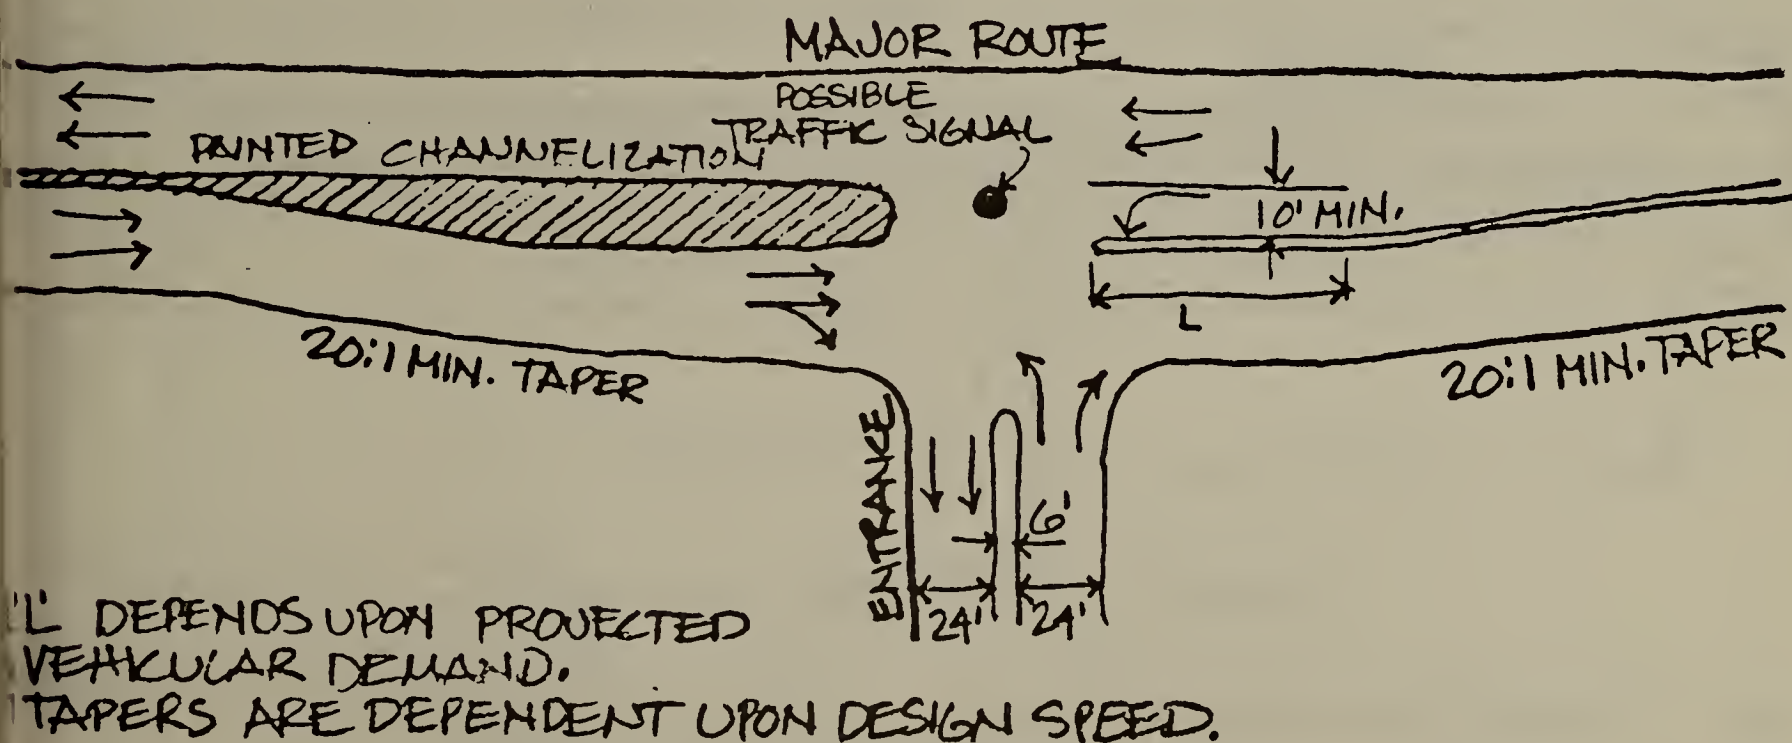 MAJOR ROUTE
POSSIBLE
TRAFFIC SIGNAL
PAINTED CHANNELIZATION
10' MIN.
L
20:1 MIN. TAPER
20:1 MIN. TAPER
ENTRANCE
6'
24'
24'
'L' DEPENDS UPON PROJECTED
VEHICULAR DEMAND.
TAPERS ARE DEPENDENT UPON DESIGN SPEED.